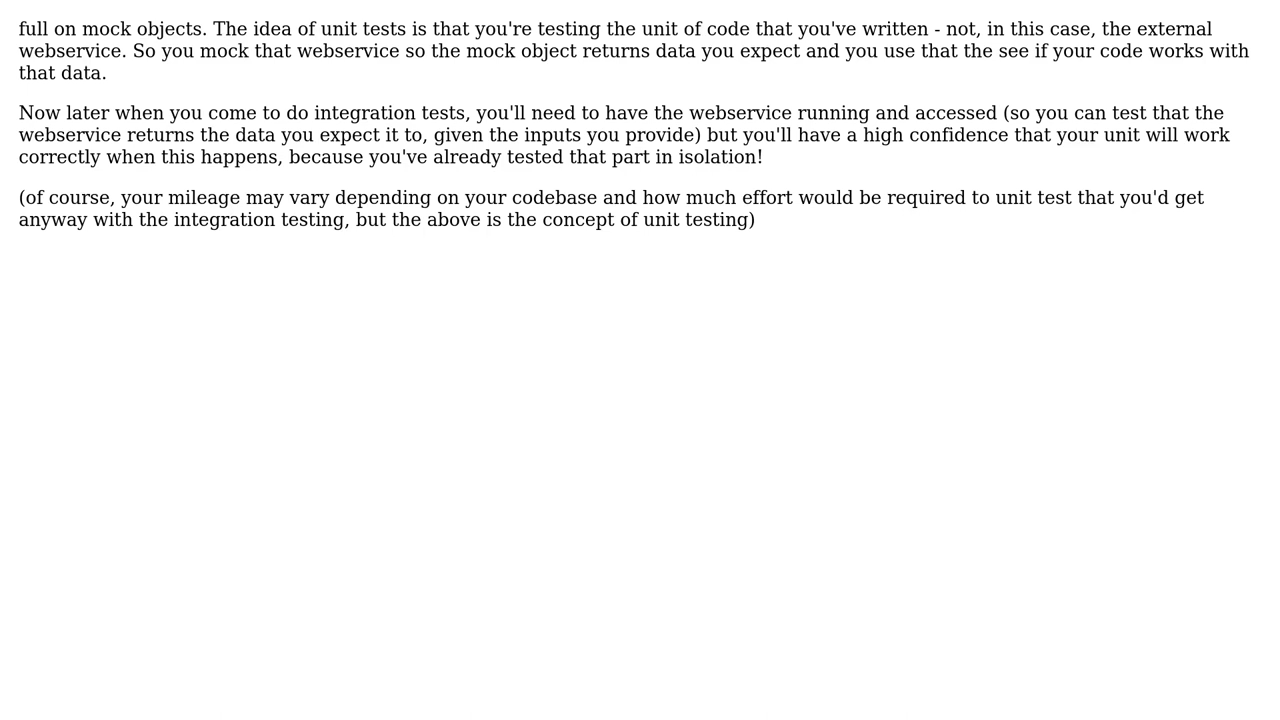 full on mock objects. The idea of unit tests is that you're testing the unit of code that you've written - not, in this case, the external
webservice. So you mock that webservice so the mock object returns data you expect and you use that the see if your code works with
that data.
Now later when you come to do integration tests, you'll need to have the webservice running and accessed (so you can test that the
webservice returns the data you expect it to, given the inputs you provide) but you'll have a high confidence that your unit will work
correctly when this happens, because you've already tested that part in isolation!
(of course, your mileage may vary depending on your codebase and how much effort would be required to unit test that you'd get
anyway with the integration testing, but the above is the concept of unit testing)